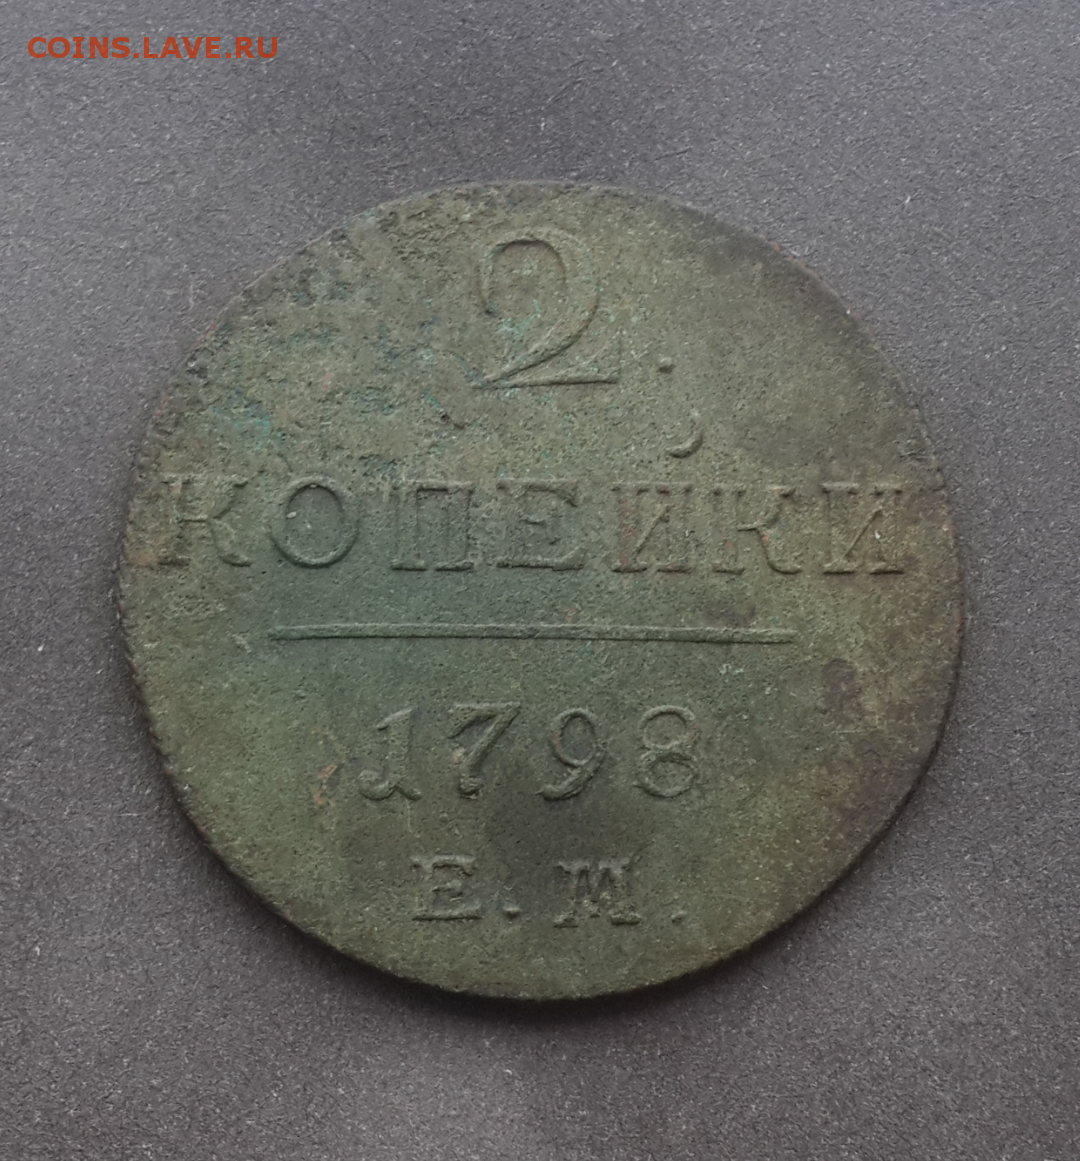 COINS.LAVE.RU
2.
КОПЕЙКИ
1798
Е. М.